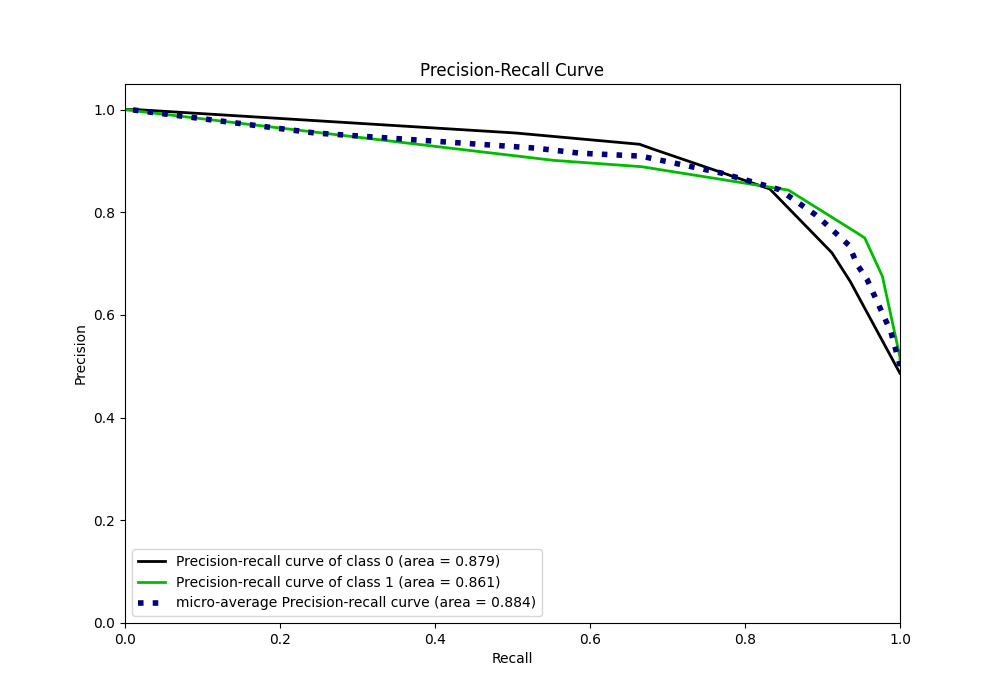 Precision-Recall Curve
1.0
0.8
0.6
0.4
0.2
0.0
Precision
Precision-recall curve of class 0 (area = 0.879)
Precision-recall curve of class 1 (area = 0.861)
micro-average Precision-recall curve (area = 0.884)
0.0 0.2 0.4 0.6 0.8 1.0
Recall